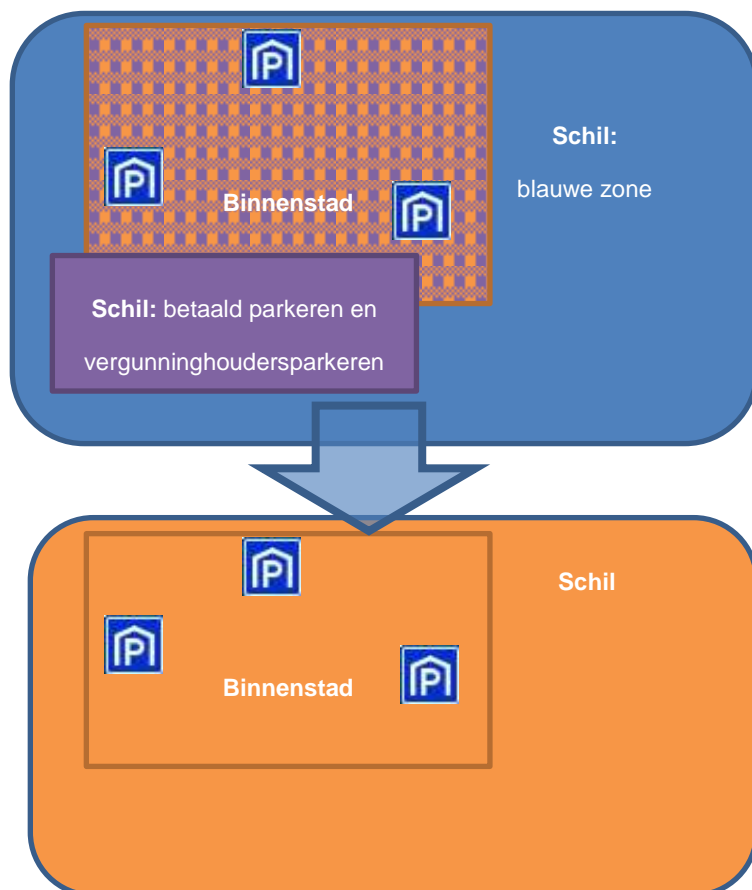 P
Schil:
P
blauwe zone
Binnenstad
P
Schil: betaald parkeren en
vergunninghoudersparkeren
P
Schil
P
Binnenstad
P